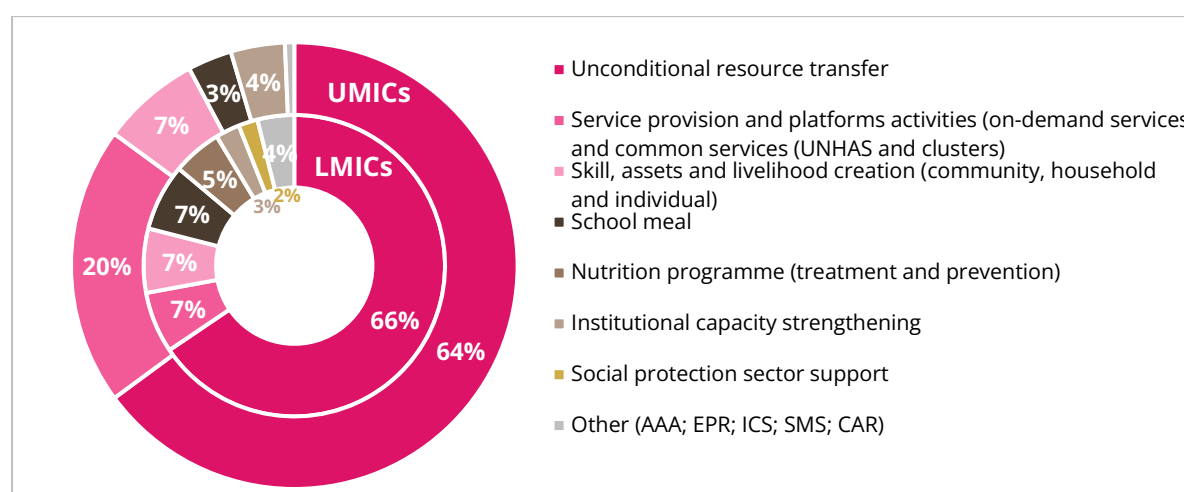 UMICs
LMICs
3%
4%
7%
4%
5%
2%
3%
7%
7%
20%
7%
66%
64%
Unconditional resource transfer
Service provision and platforms activities (on-demand services
and common services (UNHAS and clusters)
Skill, assets and livelihood creation (community, household
and individual)
School meal
Nutrition programme (treatment and prevention)
Institutional capacity strengthening
Social protection sector support
Other (AAA; EPR; ICS; SMS; CAR)